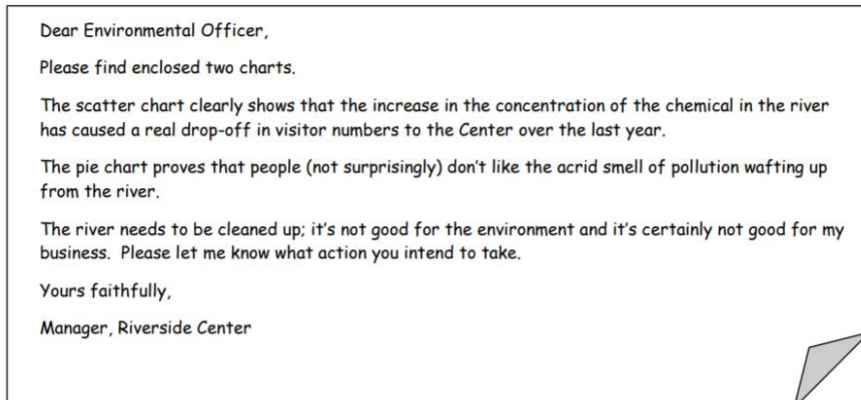 Dear Environmental Officer,
Please find enclosed two charts.
The scatter chart clearly shows that the increase in the concentration of the chemical in the river
has caused a real drop-off in visitor numbers to the Center over the last year.
The pie chart proves that people (not surprisingly) don't like the acrid smell of pollution wafting up
from the river.
The river needs to be cleaned up; it's not good for the environment and it's certainly not good for my
business. Please let me know what action you intend to take.
Yours faithfully,
Manager, Riverside Center